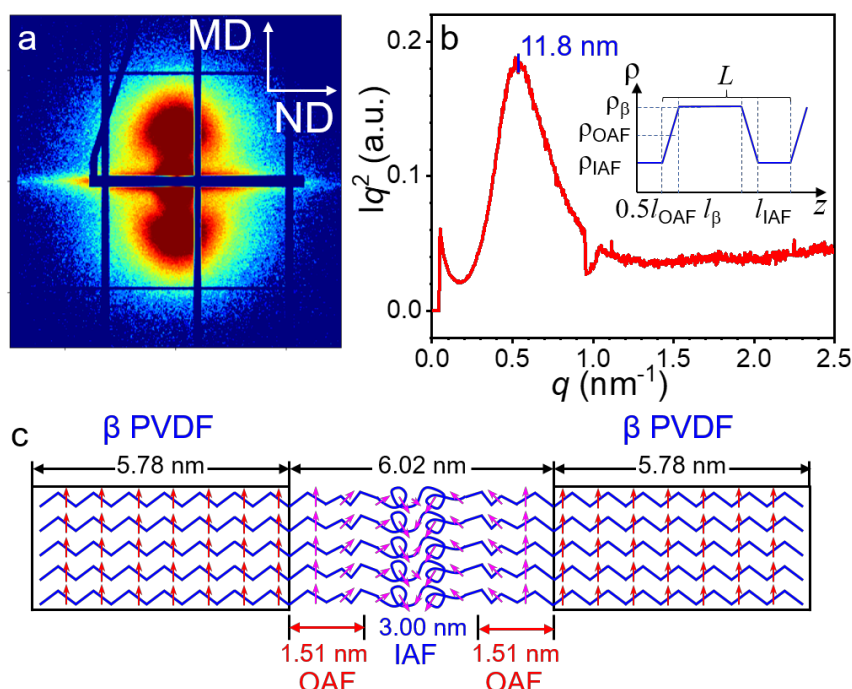 a
MD
ND
b
11.8 nm
0.2
0.1
0.0
Iq² (a.u.)
0.0 0.5 1.0 1.5 2.0 2.5
q (nm⁻¹)
ρ
L
ρβ
ρOAF
ρIAF
0.5lOAF lβ lIAF z
c
β PVDF β PVDF
5.78 nm 6.02 nm 5.78 nm
3.00 nm
1.51 nm IAF 1.51 nm
OAF OAF